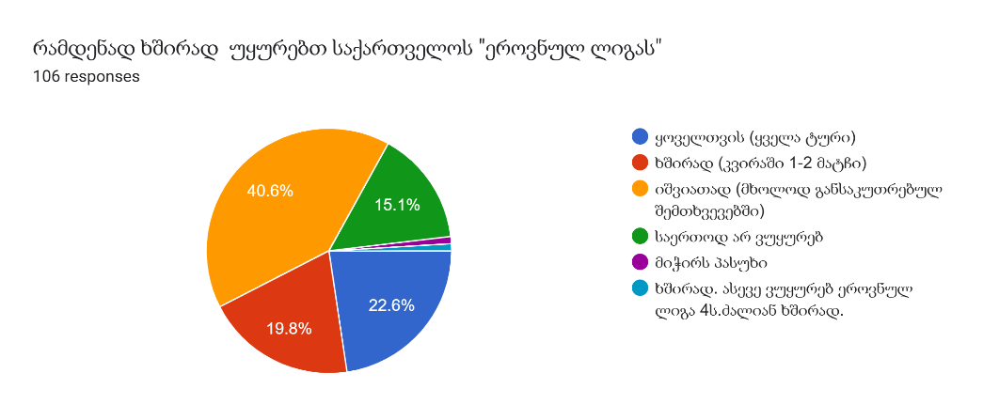 რამდენად ხშირად  უყურებთ საქართველოს "ეროვნულ ლიგას"
106 responses
40.6%
15.1%
22.6%
19.8%
ყოველთვის (ყველა ტური)
ხშირად (კვირაში 1-2 მატჩი)
იშვიათად (მხოლოდ განსაკუთრებულ
შემთხვევებში)
საერთოდ არ ვუყურებ
მიჭირს პასუხი
ხშირად. ასევე ვუყურებ ეროვნულ
ლიგა 4ს.ძალიან ხშირად.